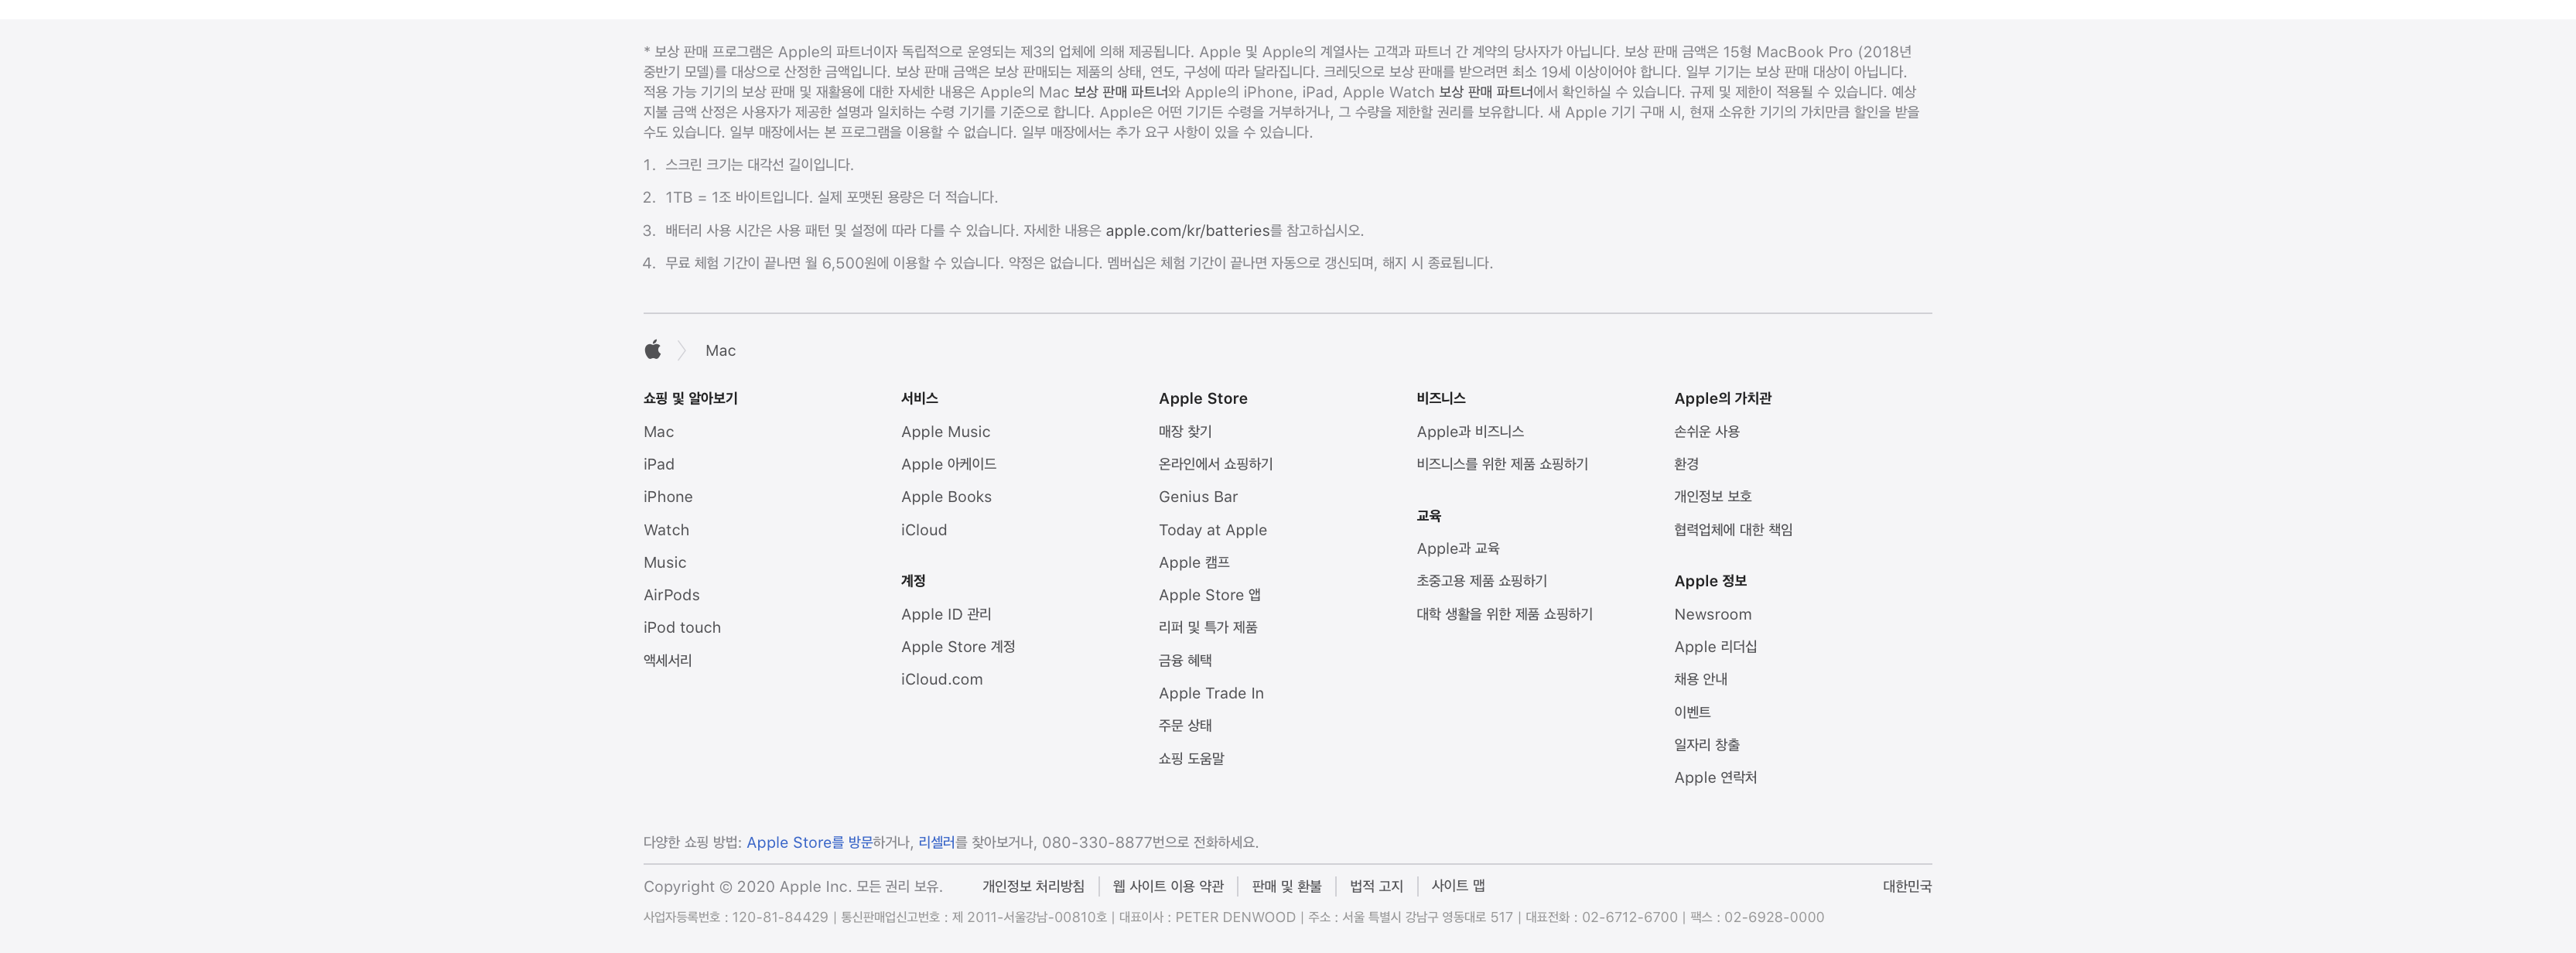 * 보상 판매 프로그램은 Apple의 파트너이자 독립적으로 운영되는 제3의 업체에 의해 제공됩니다. Apple 및 Apple의 계열사는 고객과 파트너 간 계약의 당사자가 아닙니다. 보상 판매 금액은 15형 MacBook Pro (2018년
중반기 모델)를 대상으로 산정한 금액입니다. 보상 판매 금액은 보상 판매되는 제품의 상태, 연도, 구성에 따라 달라집니다. 크레딧으로 보상 판매를 받으려면 최소 19세 이상이어야 합니다. 일부 기기는 보상 판매 대상이 아닙니다.
적용 가능 기기의 보상 판매 및 재활용에 대한 자세한 내용은 Apple의 Mac 보상 판매 파트너와 Apple의 iPhone, iPad, Apple Watch 보상 판매 파트너에서 확인하실 수 있습니다. 규제 및 제한이 적용될 수 있습니다. 예상
지불 금액 산정은 사용자가 제공한 설명과 일치하는 수령 기기를 기준으로 합니다. Apple은 어떤 기기든 수령을 거부하거나, 그 수량을 제한할 권리를 보유합니다. 새 Apple 기기 구매 시, 현재 소유한 기기의 가치만큼 할인을 받을
수도 있습니다. 일부 매장에서는 본 프로그램을 이용할 수 없습니다. 일부 매장에서는 추가 요구 사항이 있을 수 있습니다.
1. 스크린 크기는 대각선 길이입니다.
2. 1TB = 1조 바이트입니다. 실제 포맷된 용량은 더 적습니다.
3. 배터리 사용 시간은 사용 패턴 및 설정에 따라 다를 수 있습니다. 자세한 내용은 apple.com/kr/batteries를 참고하십시오.
4. 무료 체험 기간이 끝나면 월 6,500원에 이용할 수 있습니다. 약정은 없습니다. 멤버십은 체험 기간이 끝나면 자동으로 갱신되며, 해지 시 종료됩니다.
Mac
쇼핑 및 알아보기
Mac
iPad
iPhone
Watch
Music
AirPods
iPod touch
액세서리
서비스
Apple Music
Apple 아케이드
Apple Books
iCloud
계정
Apple ID 관리
Apple Store 계정
iCloud.com
Apple Store
매장 찾기
온라인에서 쇼핑하기
Genius Bar
Today at Apple
Apple 캠프
Apple Store 앱
리퍼 및 특가 제품
금융 혜택
Apple Trade In
주문 상태
쇼핑 도움말
비즈니스
Apple과 비즈니스
비즈니스를 위한 제품 쇼핑하기
교육
Apple과 교육
초중고용 제품 쇼핑하기
대학 생활을 위한 제품 쇼핑하기
Apple의 가치관
손쉬운 사용
환경
개인정보 보호
협력업체에 대한 책임
Apple 정보
Newsroom
Apple 리더십
채용 안내
이벤트
일자리 창출
Apple 연락처
다양한 쇼핑 방법: Apple Store를 방문하거나, 리셀러를 찾아보거나, 080-330-8877번으로 전화하세요.
Copyright © 2020 Apple Inc. 모든 권리 보유. 개인정보 처리방침 | 웹 사이트 이용 약관 | 판매 및 환불 | 법적 고지 | 사이트 맵 대한민국
사업자등록번호 : 120-81-84429 | 통신판매업신고번호 : 제 2011-서울강남-00810호 | 대표이사 : PETER DENWOOD | 주소 : 서울 특별시 강남구 영동대로 517 | 대표전화 : 02-6712-6700 | 팩스 : 02-6928-0000